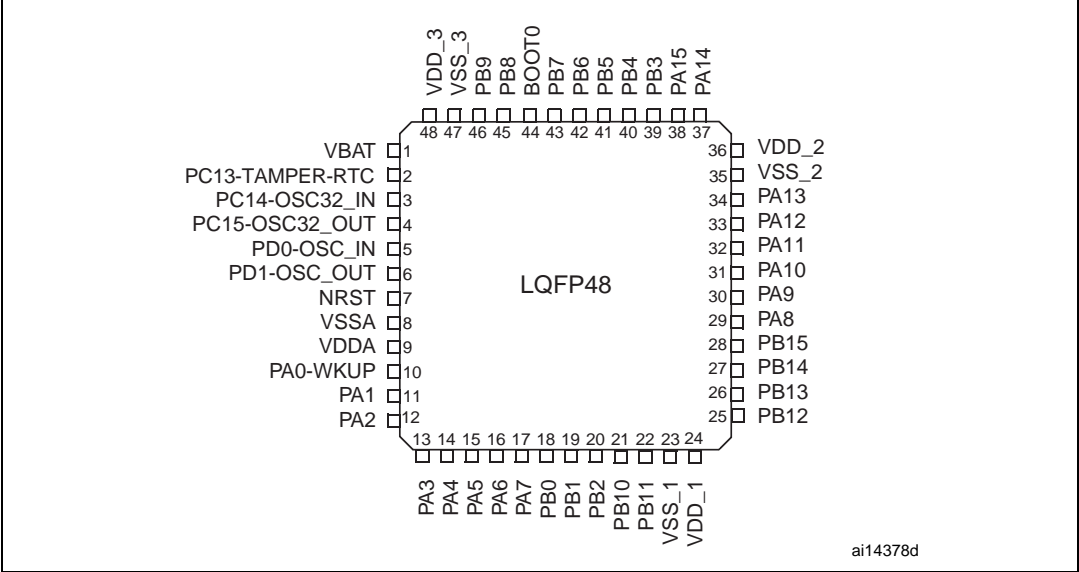 VDD_3
VSS_3
PB9
PB8
BOOT0
PB7
PB6
PB5
PB4
PB3
PA15
PA14
48 47 46 45 44 43 42 41 40 39 38 37
VBAT 1
PC13-TAMPER-RTC 2
PC14-OSC32_IN 3
PC15-OSC32_OUT 4
PD0-OSC_IN 5
PD1-OSC_OUT 6
NRST 7
VSSA 8
VDDA 9
PA0-WKUP 10
PA1 11
PA2 12
LQFP48
36 VDD_2
35 VSS_2
34 PA13
33 PA12
32 PA11
31 PA10
30 PA9
29 PA8
28 PB15
27 PB14
26 PB13
25 PB12
13 14 15 16 17 18 19 20 21 22 23 24
PA3
PA4
PA5
PA6
PA7
PB0
PB1
PB2
PB10
PB11
VSS_1
VDD_1
ai14378d